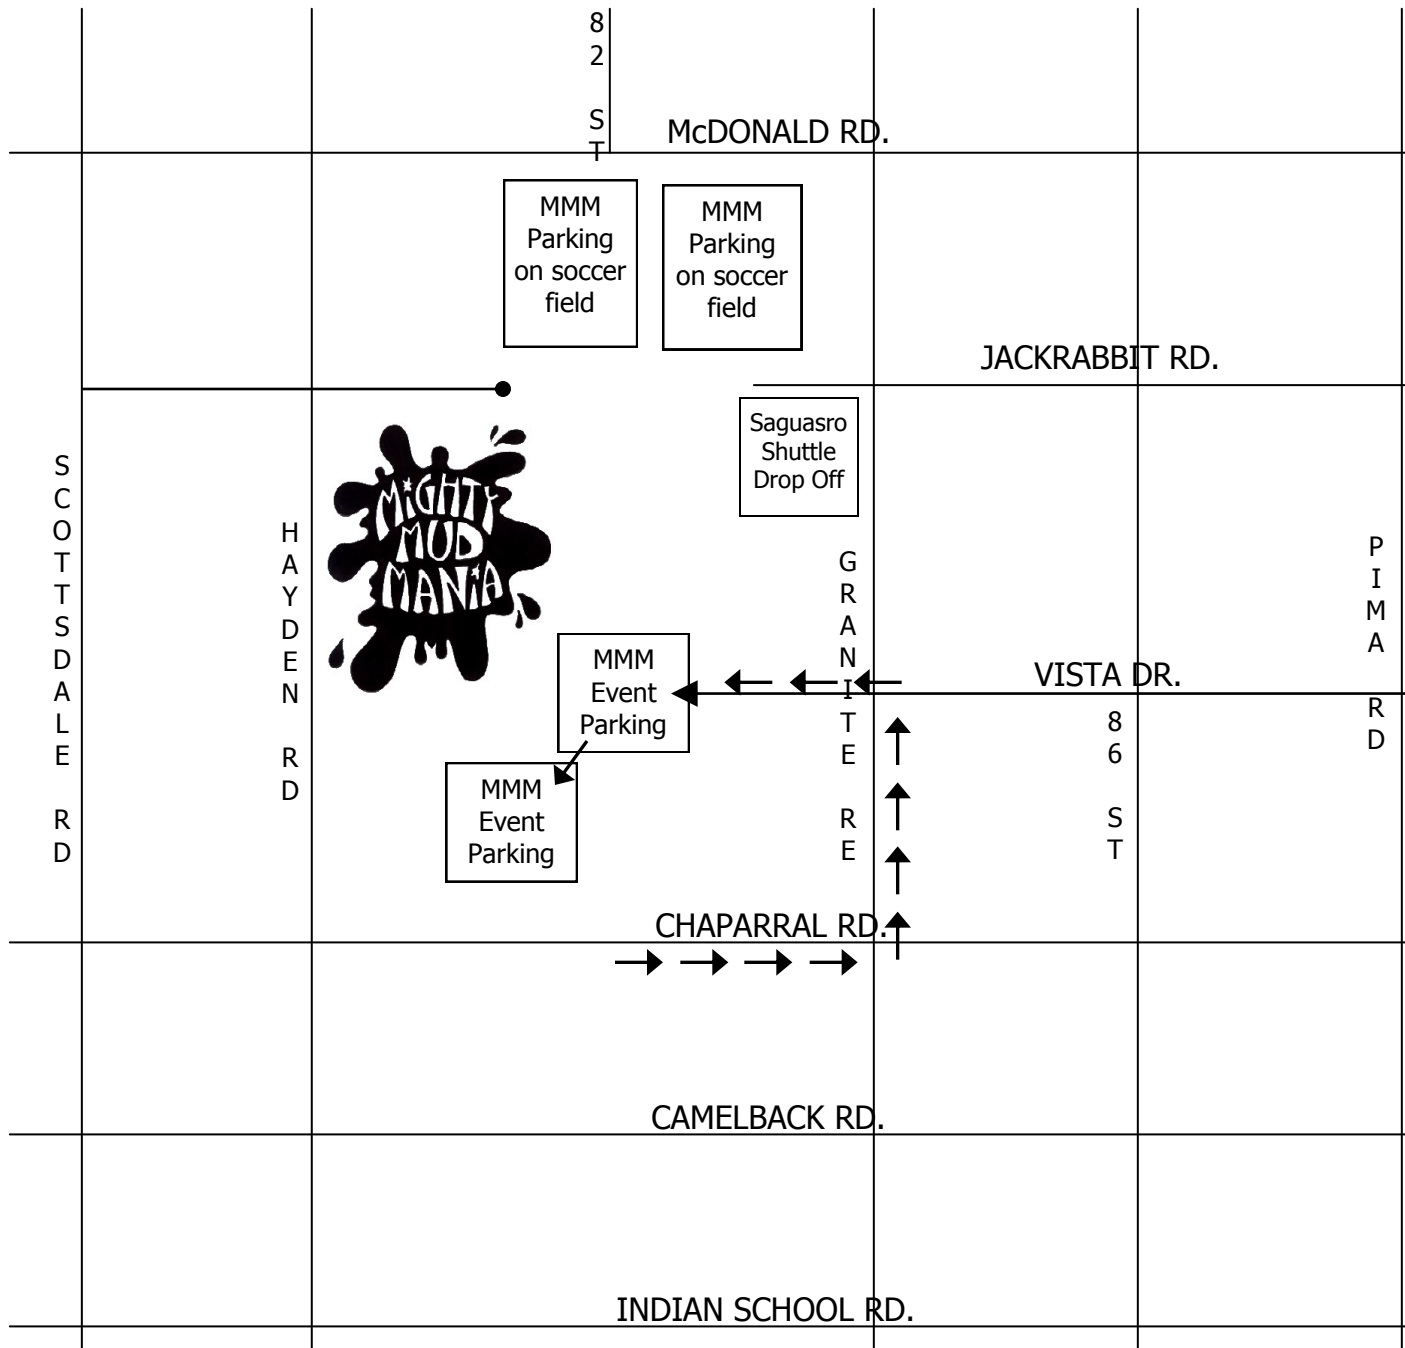 82 ST
McDONALD RD.
MMM
Parking
on soccer
field
MMM
Parking
on soccer
field
JACKRABBIT RD.
Saguasro
Shuttle
Drop Off
SCOTTSDALE RD
HAYDEN RD
MiGHTY
MUD
MANiA
GRANITE RE
PIMA RD
MMM
Event
Parking
VISTA DR.
86 ST
MMM
Event
Parking
CHAPARRAL RD.
CAMELBACK RD.
INDIAN SCHOOL RD.